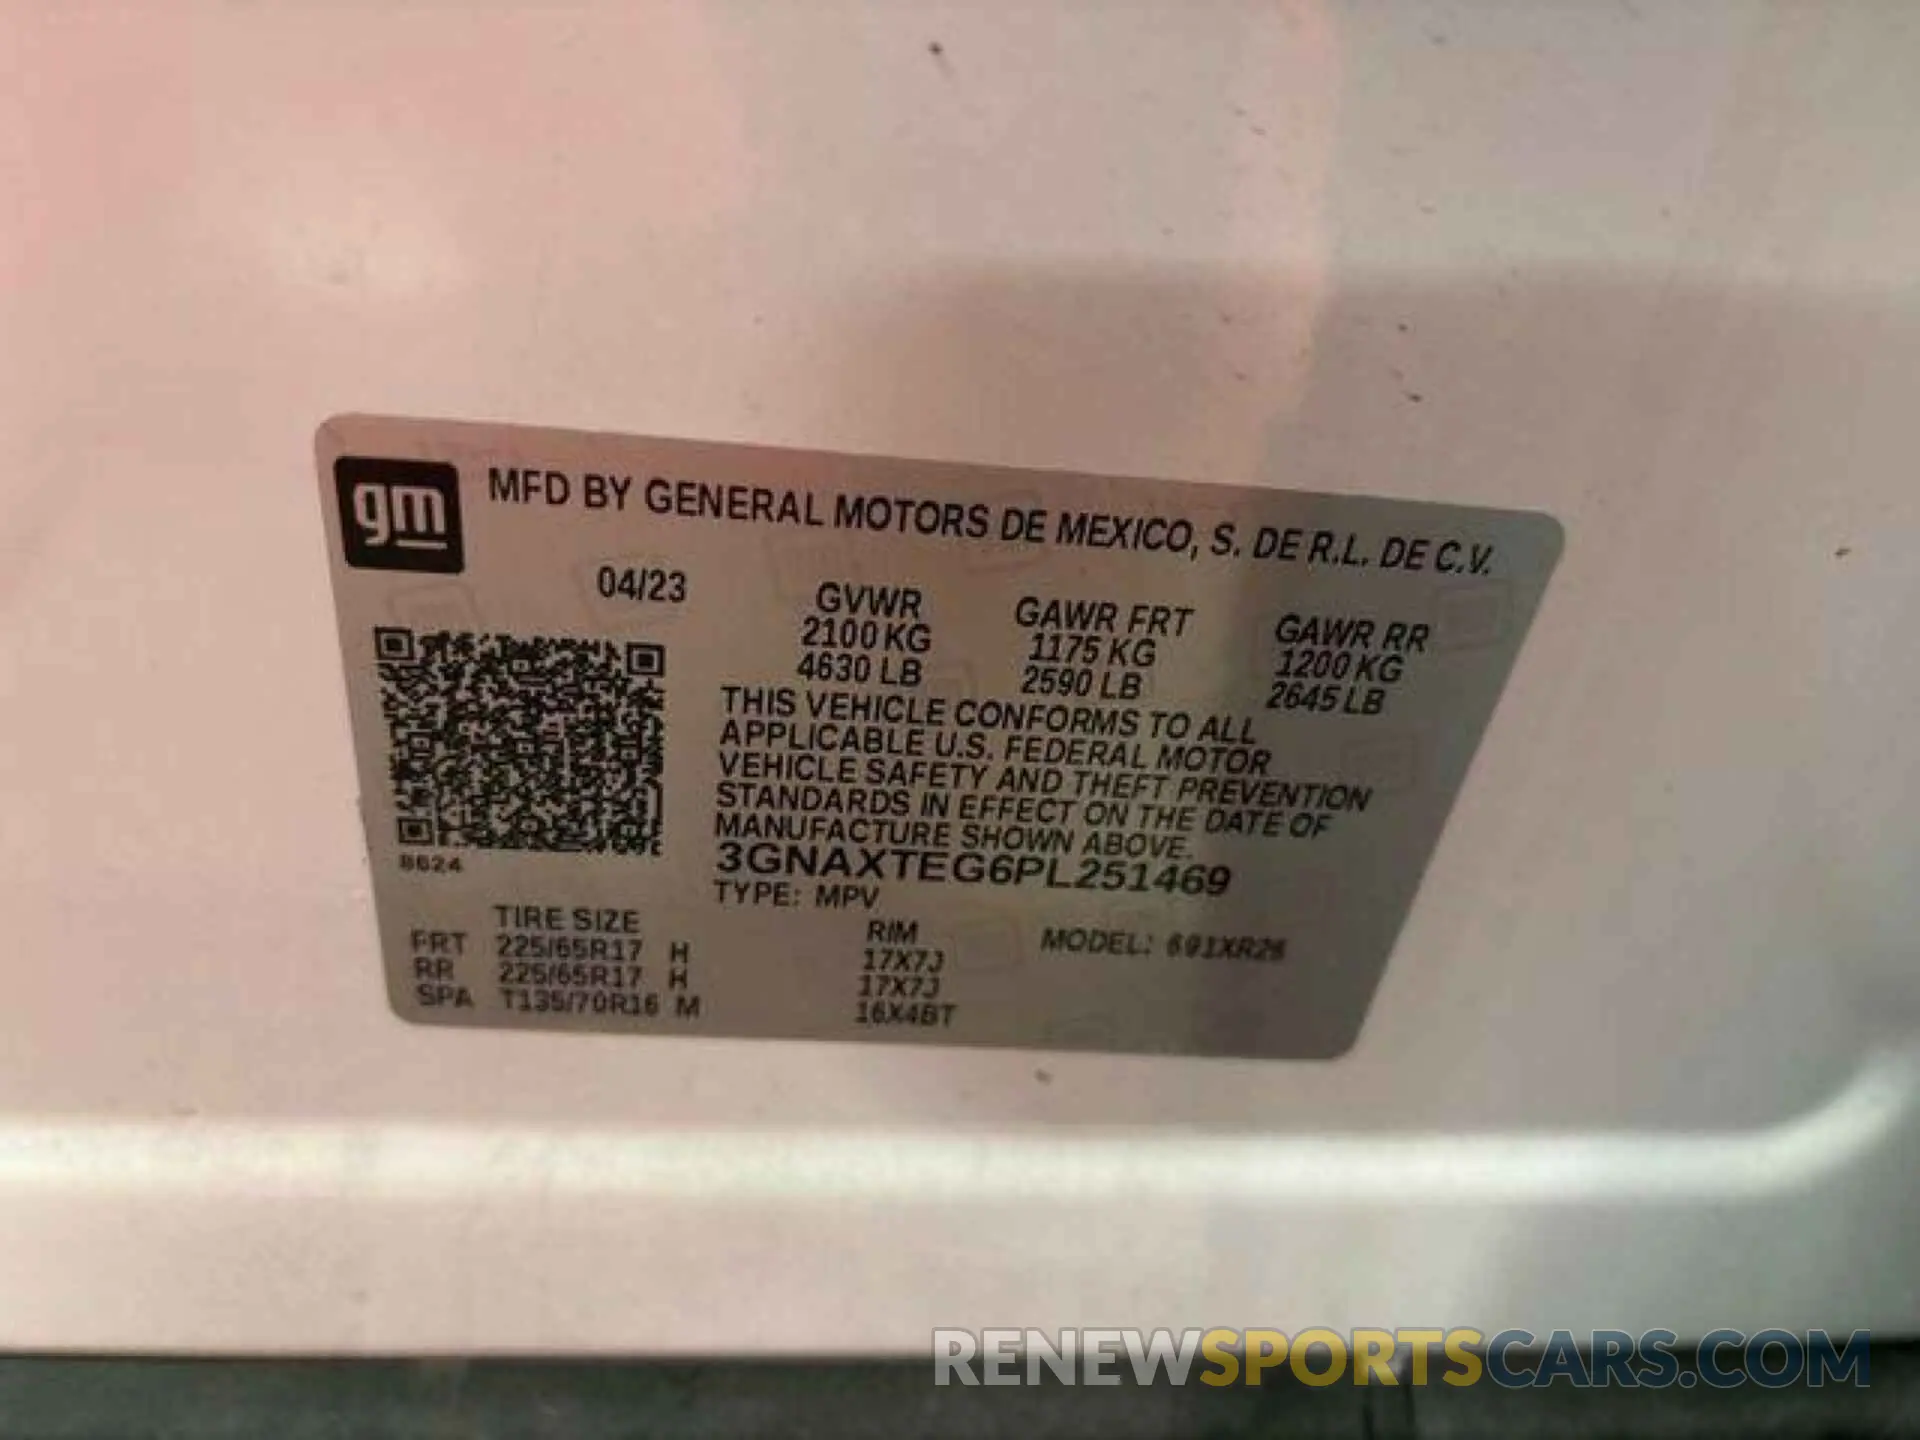 gm MFD BY GENERAL MOTORS DE MEXICO, S. DE R.L. DE C.V.
04/23
GVWR GAWR FRT GAWR RR
2100 KG 1175 KG 1200 KG
4630 LB 2590 LB 2645 LB
THIS VEHICLE CONFORMS TO ALL
APPLICABLE U.S. FEDERAL MOTOR
VEHICLE SAFETY AND THEFT PREVENTION
STANDARDS IN EFFECT ON THE DATE OF
MANUFACTURE SHOWN ABOVE.
8624
3GNAXTEG6PL251469
TYPE: MPV
TIRE SIZE RIM MODEL: 691XR26
FRT 225/65R17 H 17X7J
RR 225/65R17 H 17X7J
SPA T135/70R16 M 16X4BT
RENEWSPORTSCARS.COM